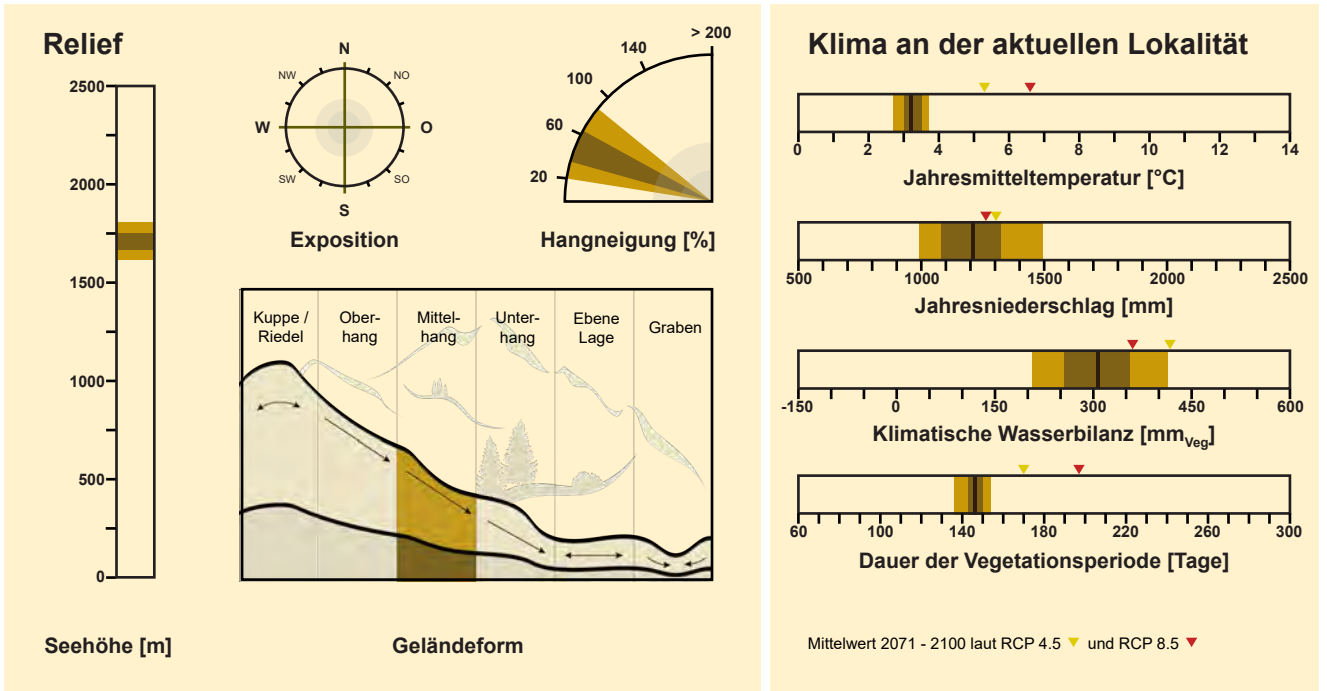 Relief
2500
2000
1500
1000
500
0
Seehöhe [m]
N
NW
NO
W
O
SW
SO
S
Exposition
> 200
140
100
60
20
Hangneigung [%]
Kuppe / Riedel
Ober-hang
Mittel-hang
Unter-hang
Ebene Lage
Graben
Geländeform
Klima an der aktuellen Lokalität
0 2 4 6 8 10 12 14
Jahresmitteltemperatur [°C]
500 1000 1500 2000 2500
Jahresniederschlag [mm]
-150 0 150 300 450 600
Klimatische Wasserbilanz [mmVeg]
60 100 140 180 220 260 300
Dauer der Vegetationsperiode [Tage]
Mittelwert 2071 - 2100 laut RCP 4.5 und RCP 8.5